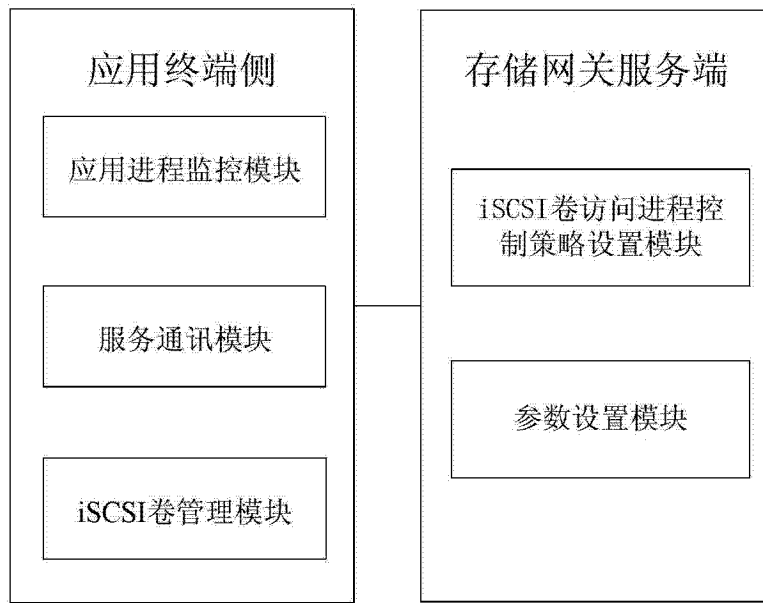 应用终端侧
应用进程监控模块
服务通讯模块
iSCSI卷管理模块
存储网关服务端
iSCSI卷访问进程控
制策略设置模块
参数设置模块